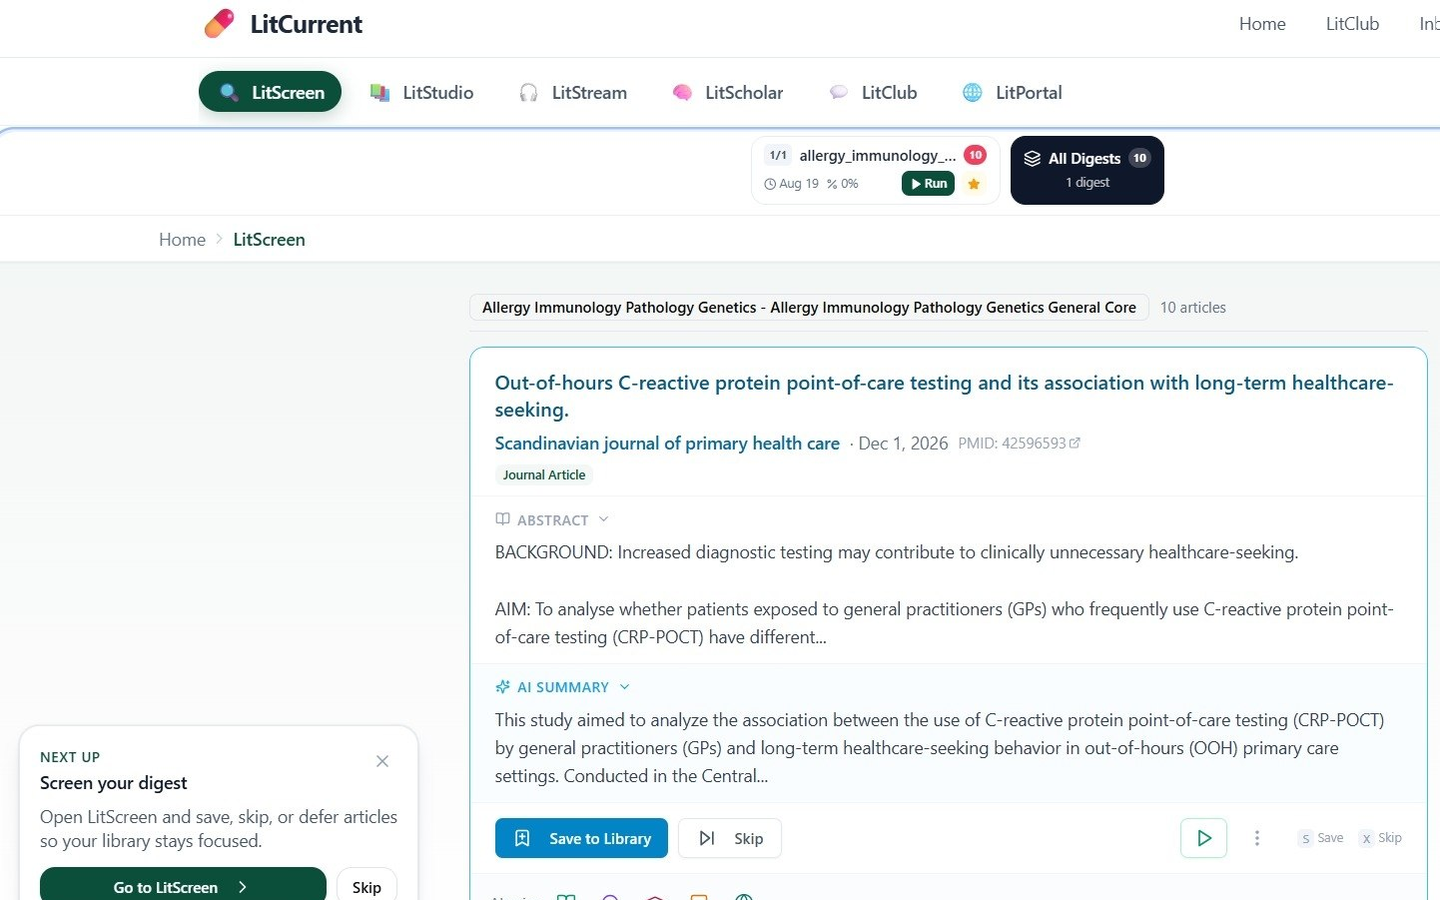 LitCurrent
Home LitClub
LitScreen LitStudio LitStream LitScholar LitClub LitPortal
1/1 allergy_immunology_... 10
Aug 19 % 0% Run
All Digests 10
1 digest
Home > LitScreen
Allergy Immunology Pathology Genetics - Allergy Immunology Pathology Genetics General Core 10 articles
Out-of-hours C-reactive protein point-of-care testing and its association with long-term healthcare-
seeking.
Scandinavian journal of primary health care · Dec 1, 2026 PMID: 42596593
Journal Article
ABSTRACT
BACKGROUND: Increased diagnostic testing may contribute to clinically unnecessary healthcare-seeking.
AIM: To analyse whether patients exposed to general practitioners (GPs) who frequently use C-reactive protein point-
of-care testing (CRP-POCT) have different...
AI SUMMARY
This study aimed to analyze the association between the use of C-reactive protein point-of-care testing (CRP-POCT)
by general practitioners (GPs) and long-term healthcare-seeking behavior in out-of-hours (OOH) primary care
settings. Conducted in the Central...
Save to Library Skip S Save X Skip
NEXT UP
Screen your digest
Open LitScreen and save, skip, or defer articles
so your library stays focused.
Go to LitScreen Skip